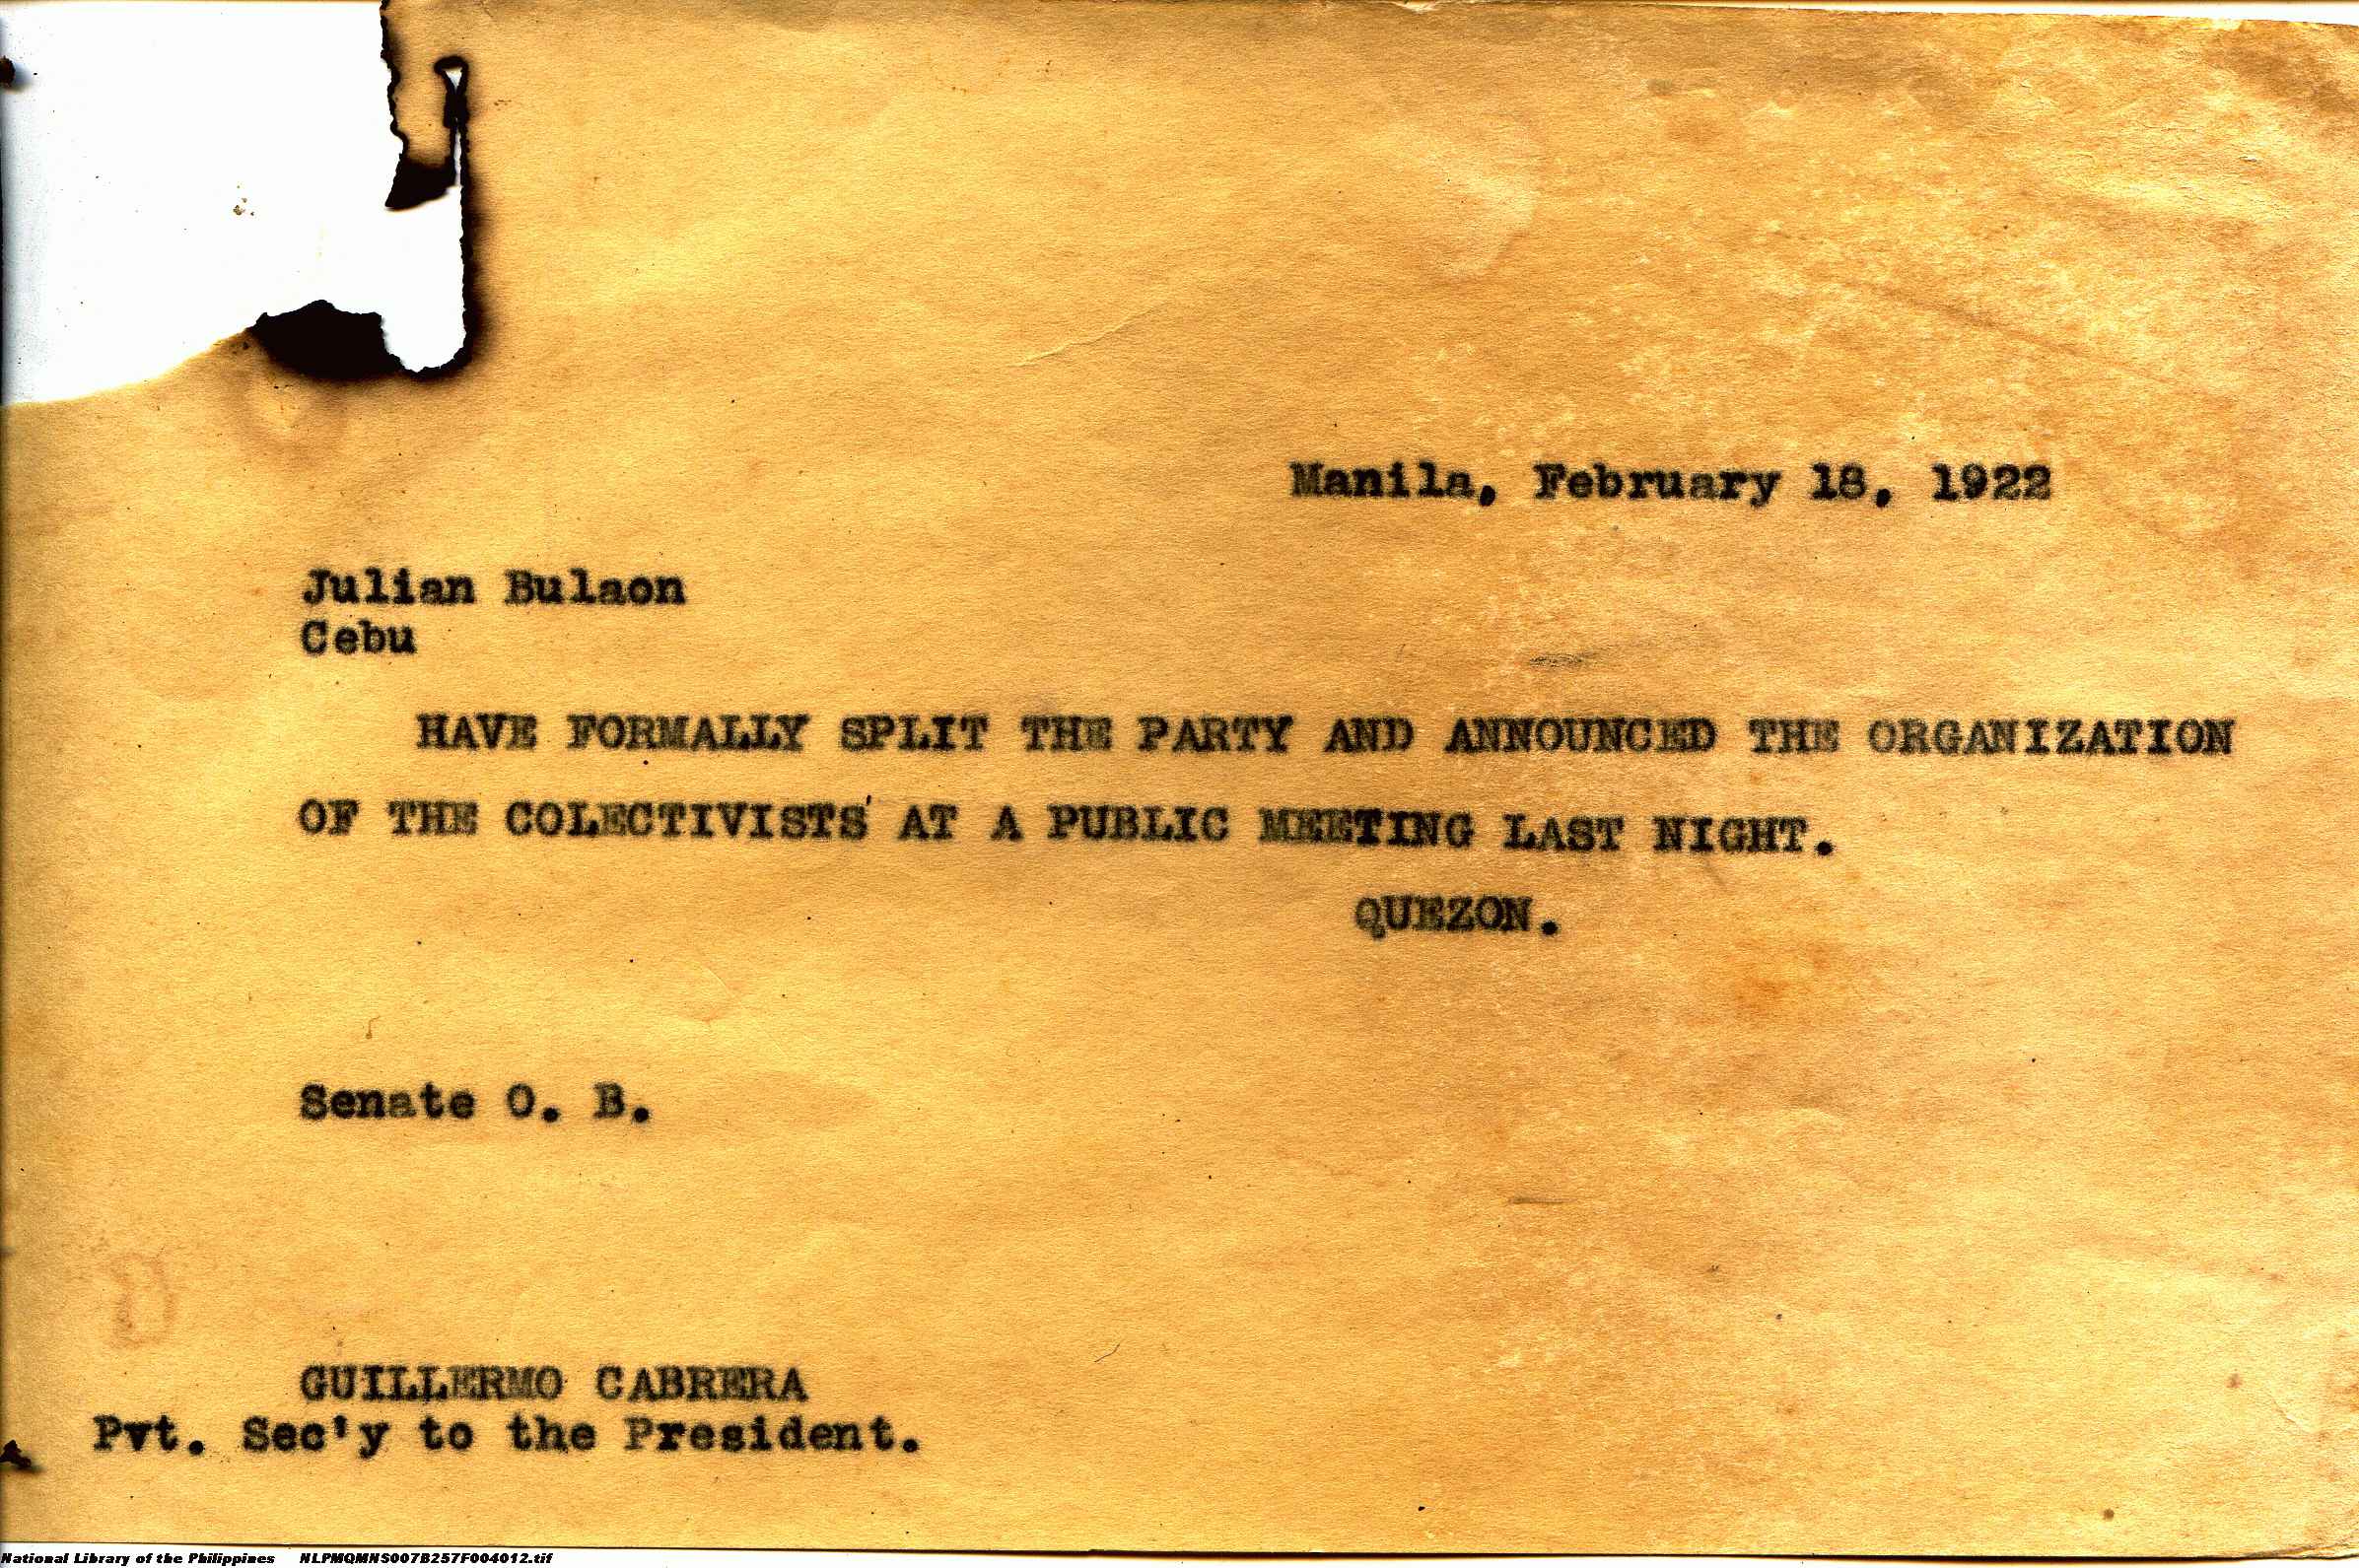 Manila, February 18, 1922
Julian Bulaon
Cebu
HAVE FORMALLY SPLIT THE PARTY AND ANNOUNCED THE ORGANIZATION
OF THE COLECTIVISTS' AT A PUBLIC MEETING LAST NIGHT.
QUEZON.
Senate O. B.
GUILLERMO CABRERA
Pvt. Sec'y to the President.
National Library of the Philippines NLPMQMNS007B257F004012.tif